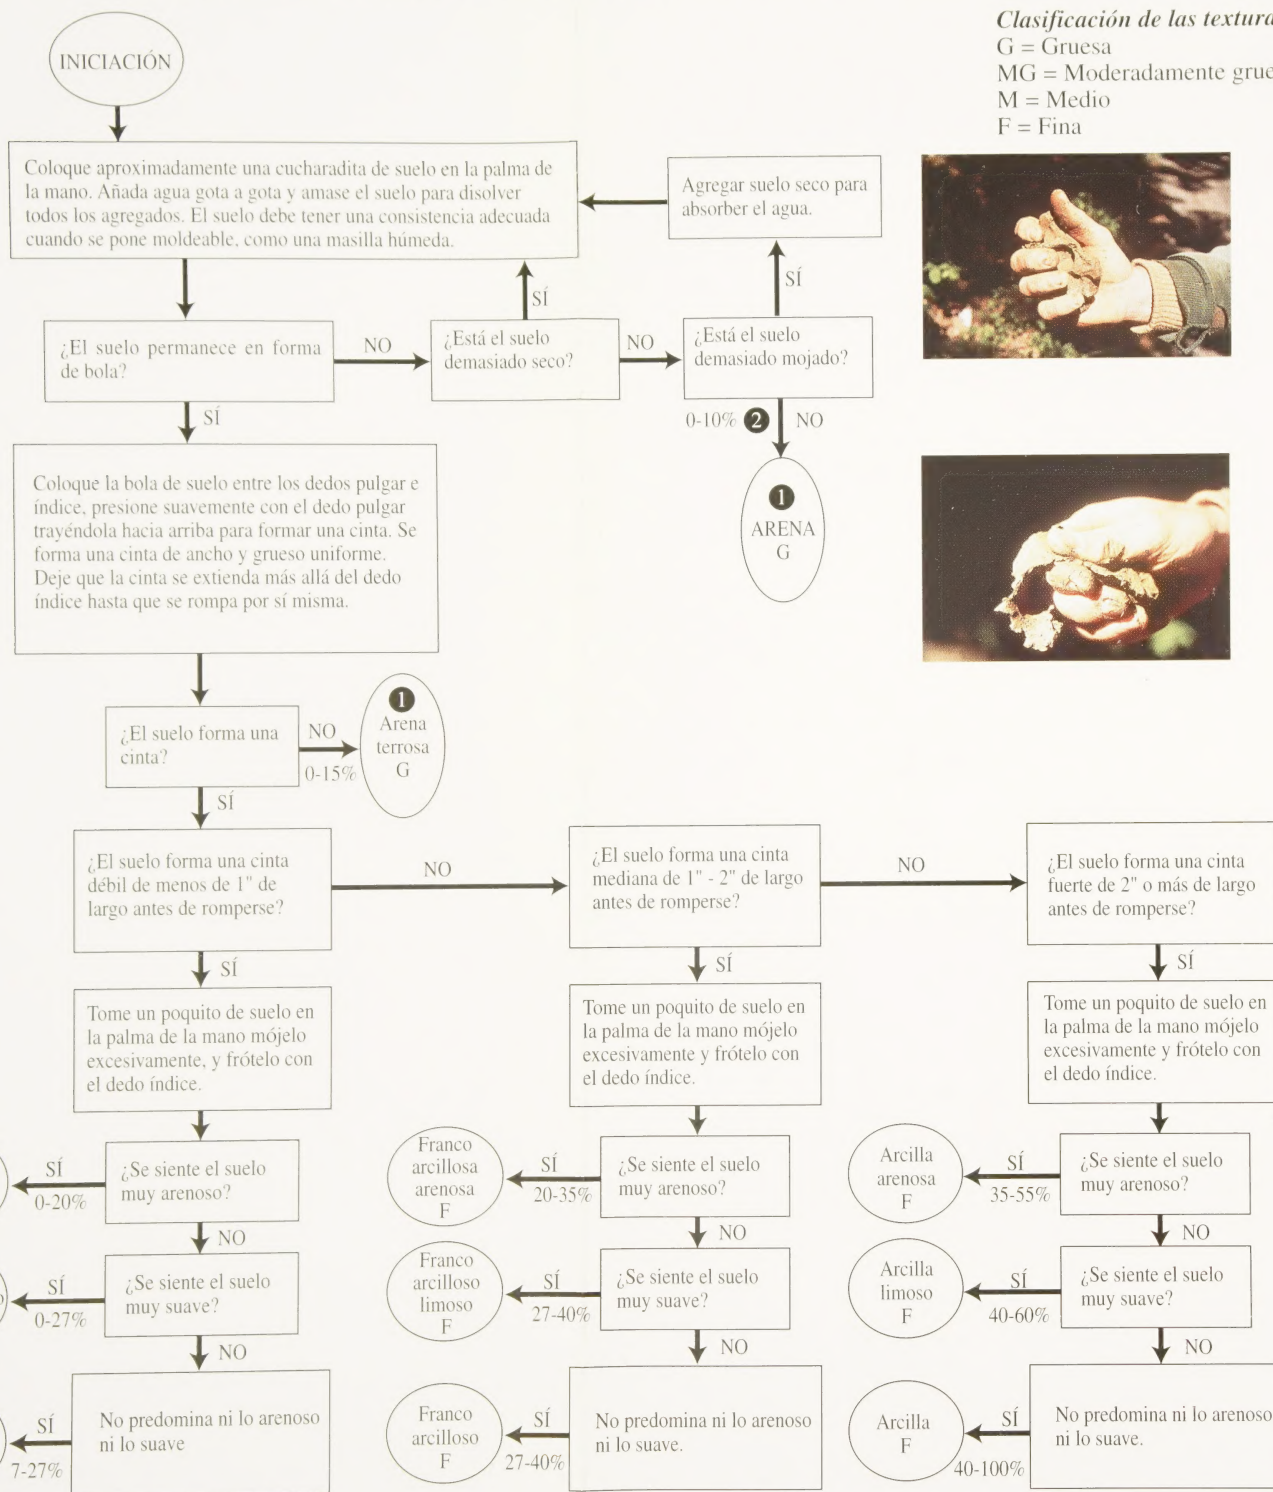 Clasificación de las textura
G = Gruesa
MG = Moderadamente grue
M = Medio
F = Fina
INICIACIÓN
Coloque aproximadamente una cucharadita de suelo en la palma de
la mano. Añada agua gota a gota y amase el suelo para disolver
todos los agregados. El suelo debe tener una consistencia adecuada
cuando se pone moldeable, como una masilla húmeda.
Agregar suelo seco para
absorber el agua.
SÍ
SÍ
¿El suelo permanece en forma
de bola?
NO
¿Está el suelo
demasiado seco?
NO
¿Está el suelo
demasiado mojado?
SÍ
0-10% 2 NO
1
ARENA
G
Coloque la bola de suelo entre los dedos pulgar e
índice, presione suavemente con el dedo pulgar
trayéndola hacia arriba para formar una cinta. Se
forma una cinta de ancho y grueso uniforme.
Deje que la cinta se extienda más allá del dedo
índice hasta que se rompa por sí misma.
¿El suelo forma una
cinta?
NO
0-15%
1
Arena
terrosa
G
SÍ
¿El suelo forma una cinta
débil de menos de 1" de
largo antes de romperse?
NO
¿El suelo forma una cinta
mediana de 1" - 2" de largo
antes de romperse?
NO
¿El suelo forma una cinta
fuerte de 2" o más de largo
antes de romperse?
SÍ
SÍ
SÍ
Tome un poquito de suelo en
la palma de la mano mójelo
excesivamente, y frótelo con
el dedo índice.
Tome un poquito de suelo en
la palma de la mano mójelo
excesivamente y frótelo con
el dedo índice.
Tome un poquito de suelo en
la palma de la mano mójelo
excesivamente y frótelo con
el dedo índice.
SÍ
0-20%
¿Se siente el suelo
muy arenoso?
Franco
arcillosa
arenosa
F
SÍ
20-35%
¿Se siente el suelo
muy arenoso?
Arcilla
arenosa
F
SÍ
35-55%
¿Se siente el suelo
muy arenoso?
NO
NO
NO
SÍ
0-27%
¿Se siente el suelo
muy suave?
Franco
arcilloso
limoso
F
SÍ
27-40%
¿Se siente el suelo
muy suave?
Arcilla
limoso
F
SÍ
40-60%
¿Se siente el suelo
muy suave?
NO
NO
NO
SÍ
7-27%
No predomina ni lo arenoso
ni lo suave
Franco
arcilloso
F
SÍ
27-40%
No predomina ni lo arenoso
ni lo suave.
Arcilla
F
SÍ
40-100%
No predomina ni lo arenoso
ni lo suave.